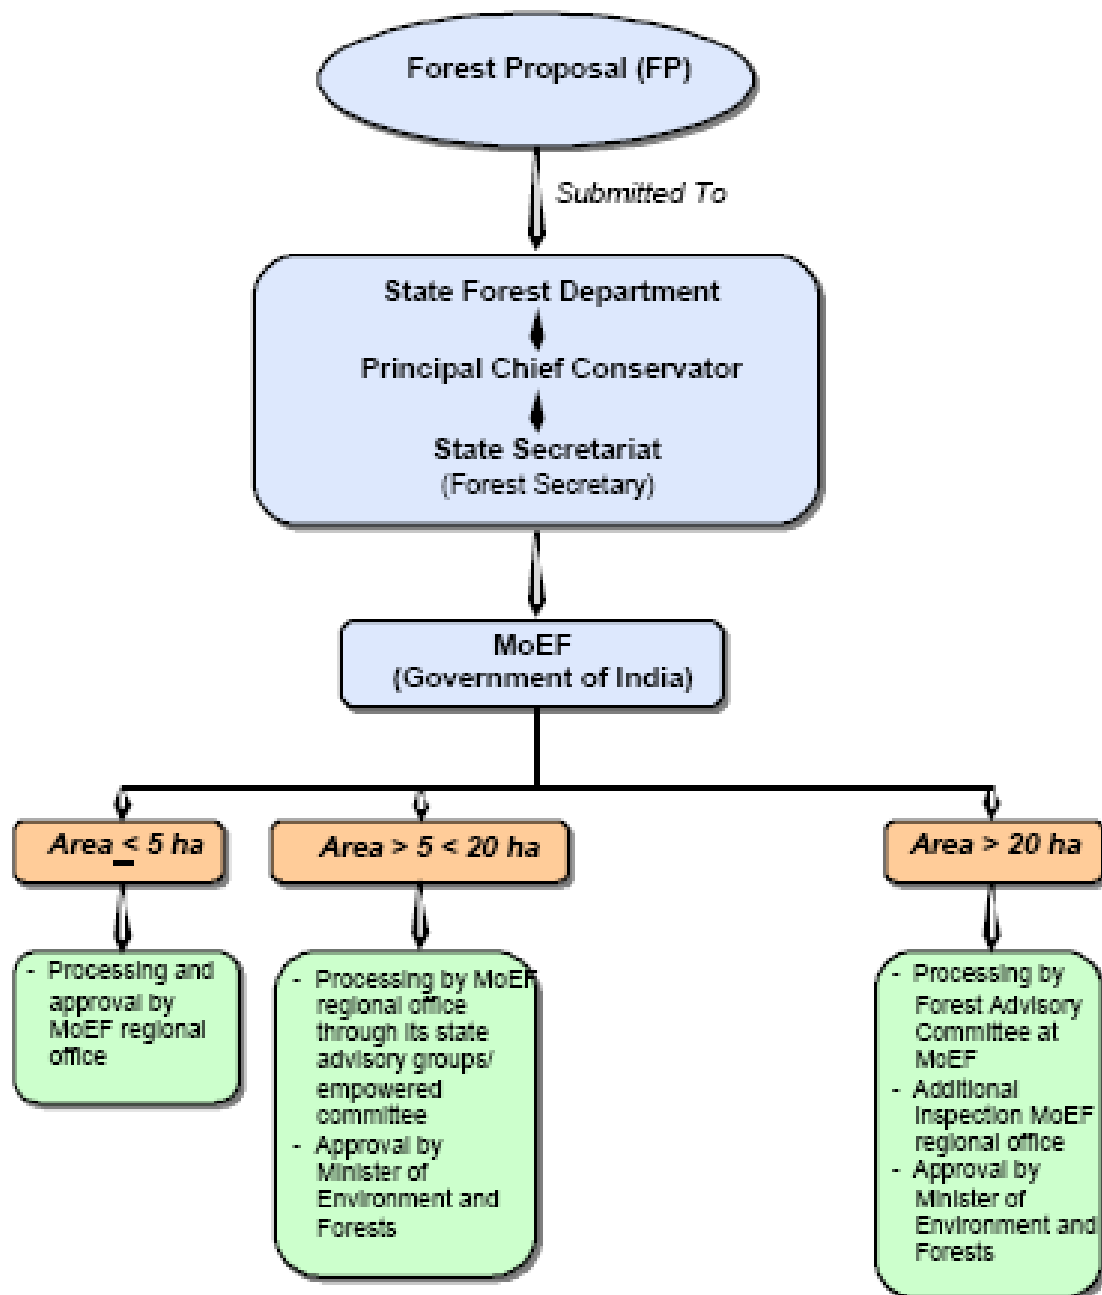 Forest Proposal (FP)
Submitted To
State Forest Department
Principal Chief Conservator
State Secretariat
(Forest Secretary)
MoEF
(Government of India)
Area ≤ 5 ha
Area > 5 < 20 ha
Area > 20 ha
- Processing and
approval by
MoEF regional
office
- Processing by MoEF
regional office
through its state
advisory groups/
empowered
committee
- Approval by
Minister of
Environment and
Forests
- Processing by
Forest Advisory
Committee at
MoEF
- Additional
Inspection MoEF
regional office
- Approval by
Minister of
Environment and
Forests